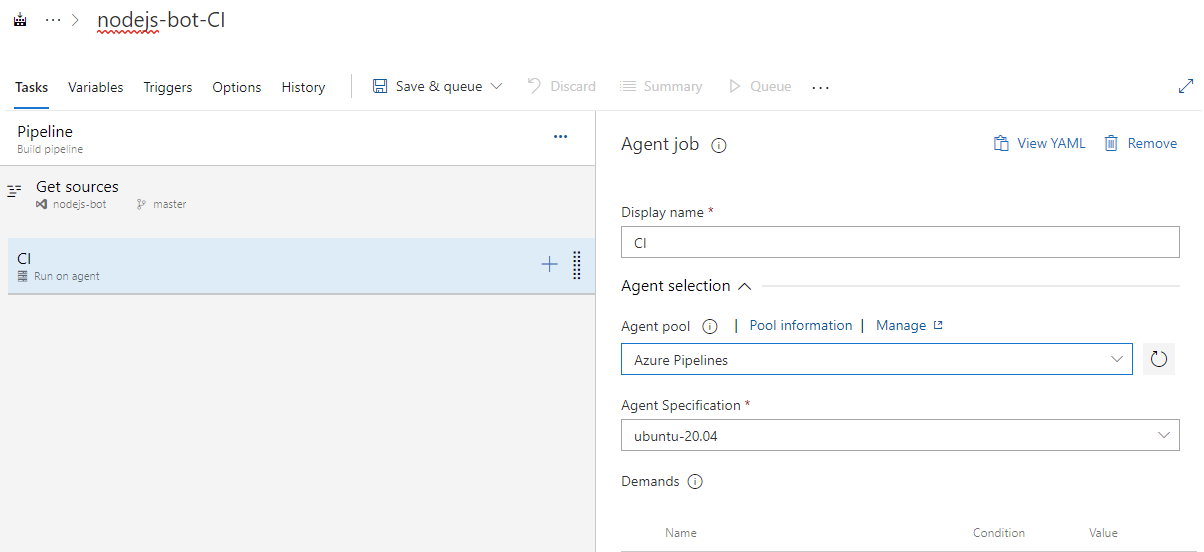 ··· > nodejs-bot-CI
Tasks Variables Triggers Options History Save & queue Discard Summary Queue ···
Pipeline
Build pipeline
Get sources
nodejs-bot master
CI
Run on agent
Agent job View YAML Remove
Display name *
CI
Agent selection
Agent pool | Pool information | Manage
Azure Pipelines
Agent Specification *
ubuntu-20.04
Demands
Name Condition Value